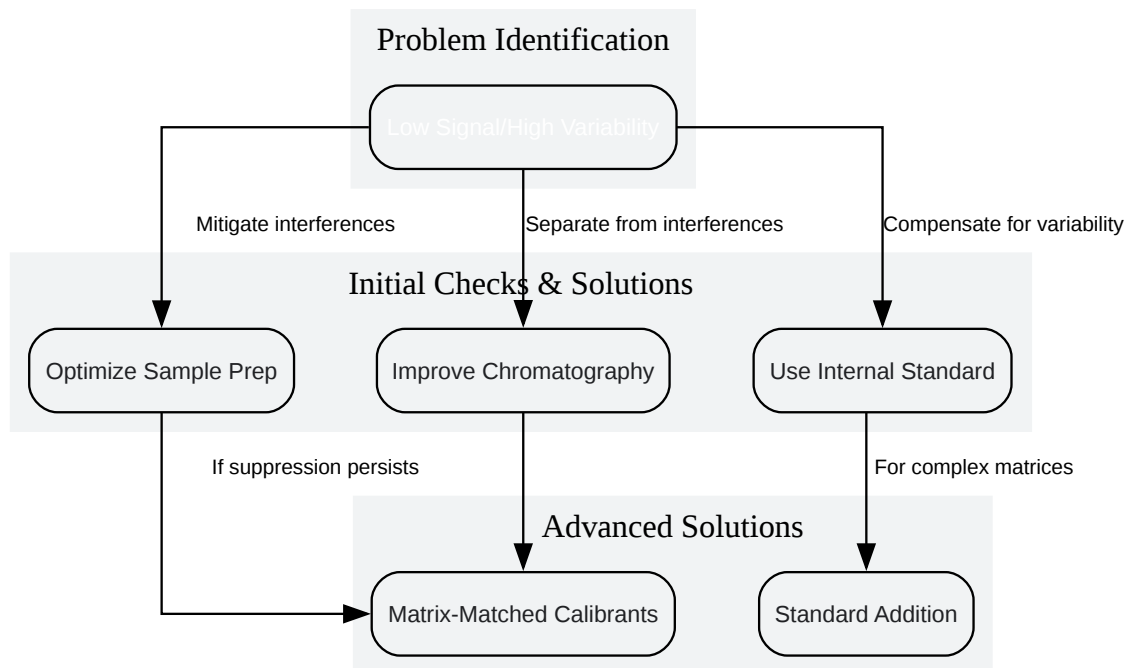 Problem Identification
Low Signal/High Variability
Mitigate interferences
Separate from interferences
Compensate for variability
Initial Checks & Solutions
Optimize Sample Prep
Improve Chromatography
Use Internal Standard
If suppression persists
For complex matrices
Advanced Solutions
Matrix-Matched Calibrants
Standard Addition